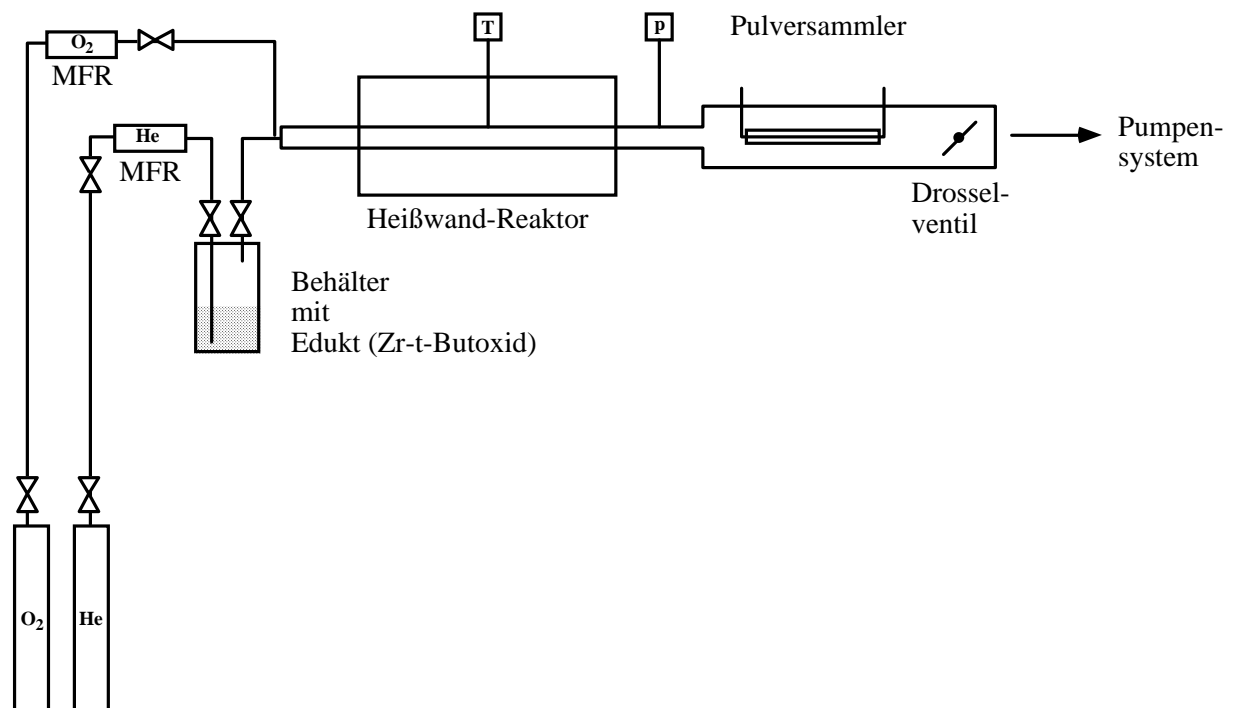 T
p
Pulversammler
O₂
MFR
He
MFR
Pumpen-
system
Heißwand-Reaktor
Drossel-
ventil
Behälter
mit
Edukt (Zr-t-Butoxid)
O₂
He